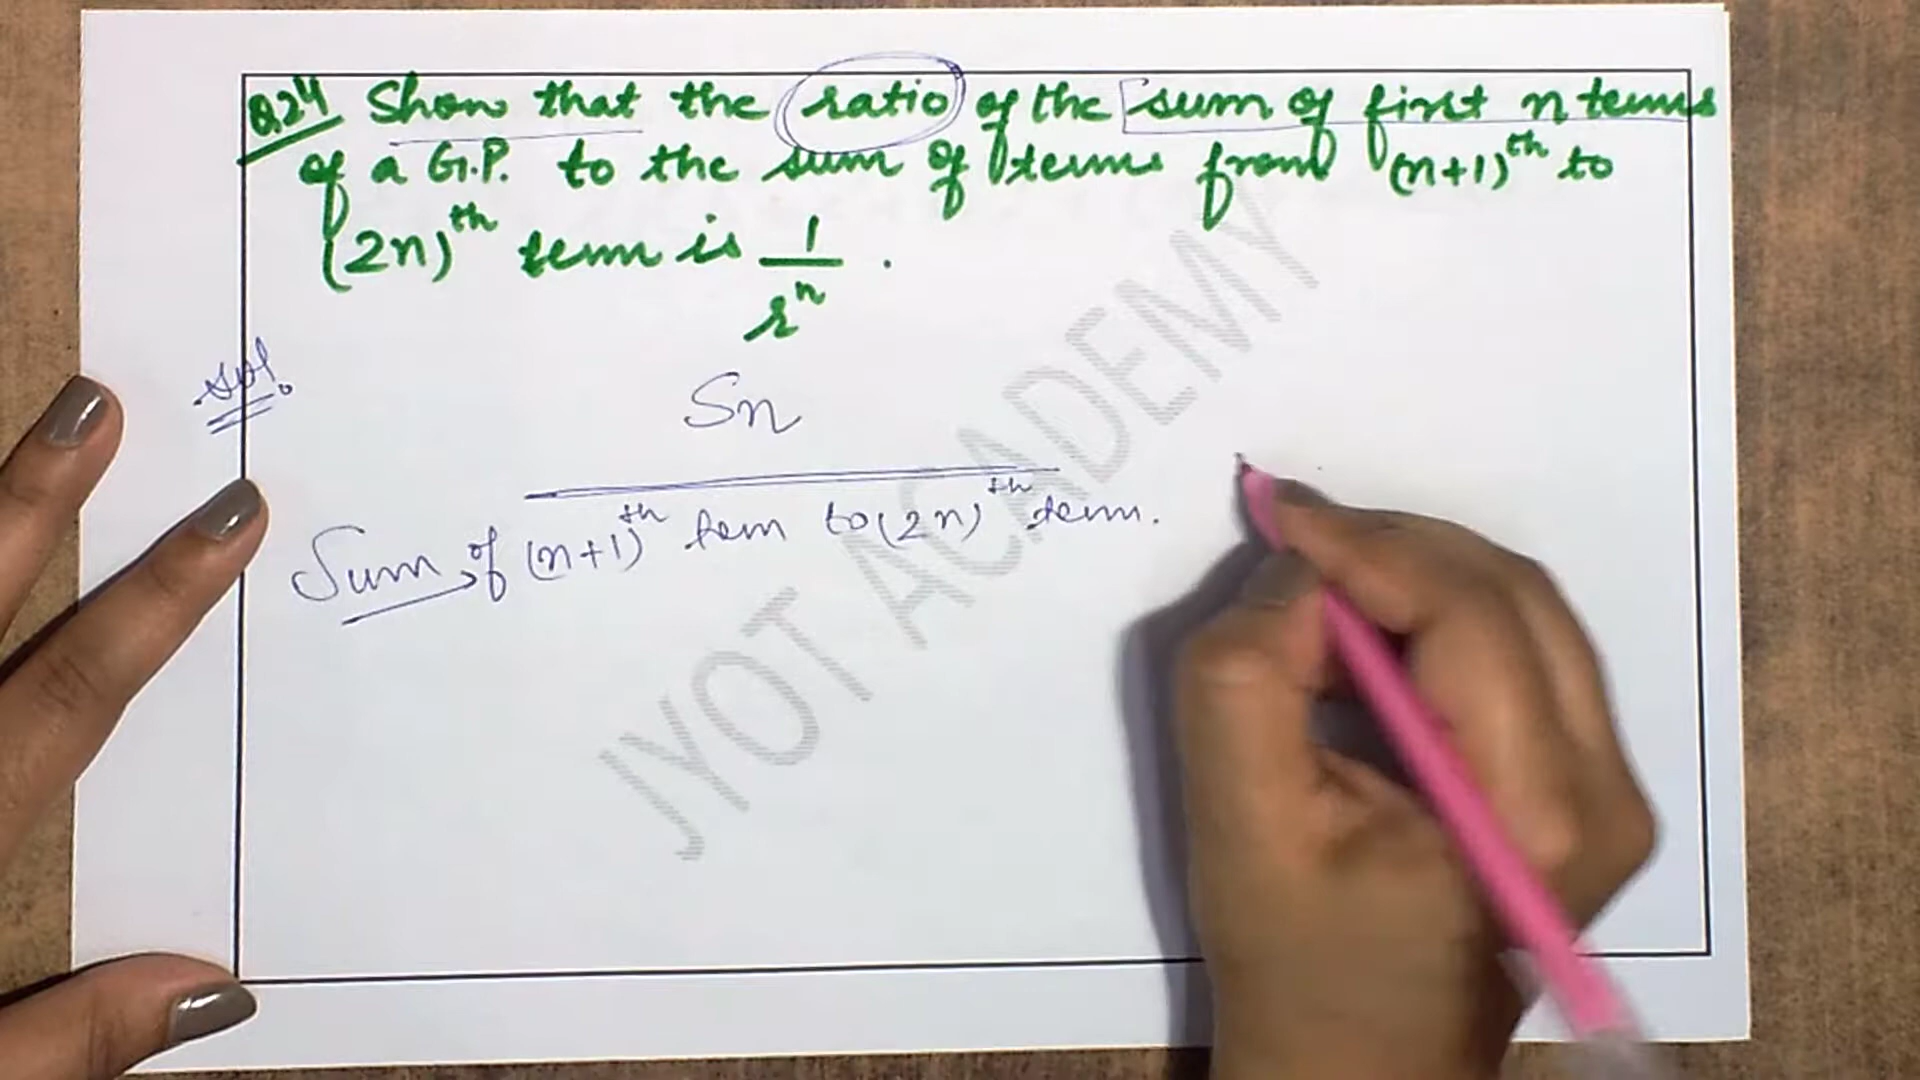 Q.24 Show that the ratio of the sum of first n terms
of a G.P. to the sum of terms from (n+1)th to
(2n)th term is 1/r^n .
Sol.
Sn
Sum of (n+1)th term to (2n)th term.
JYOT ACADEMY